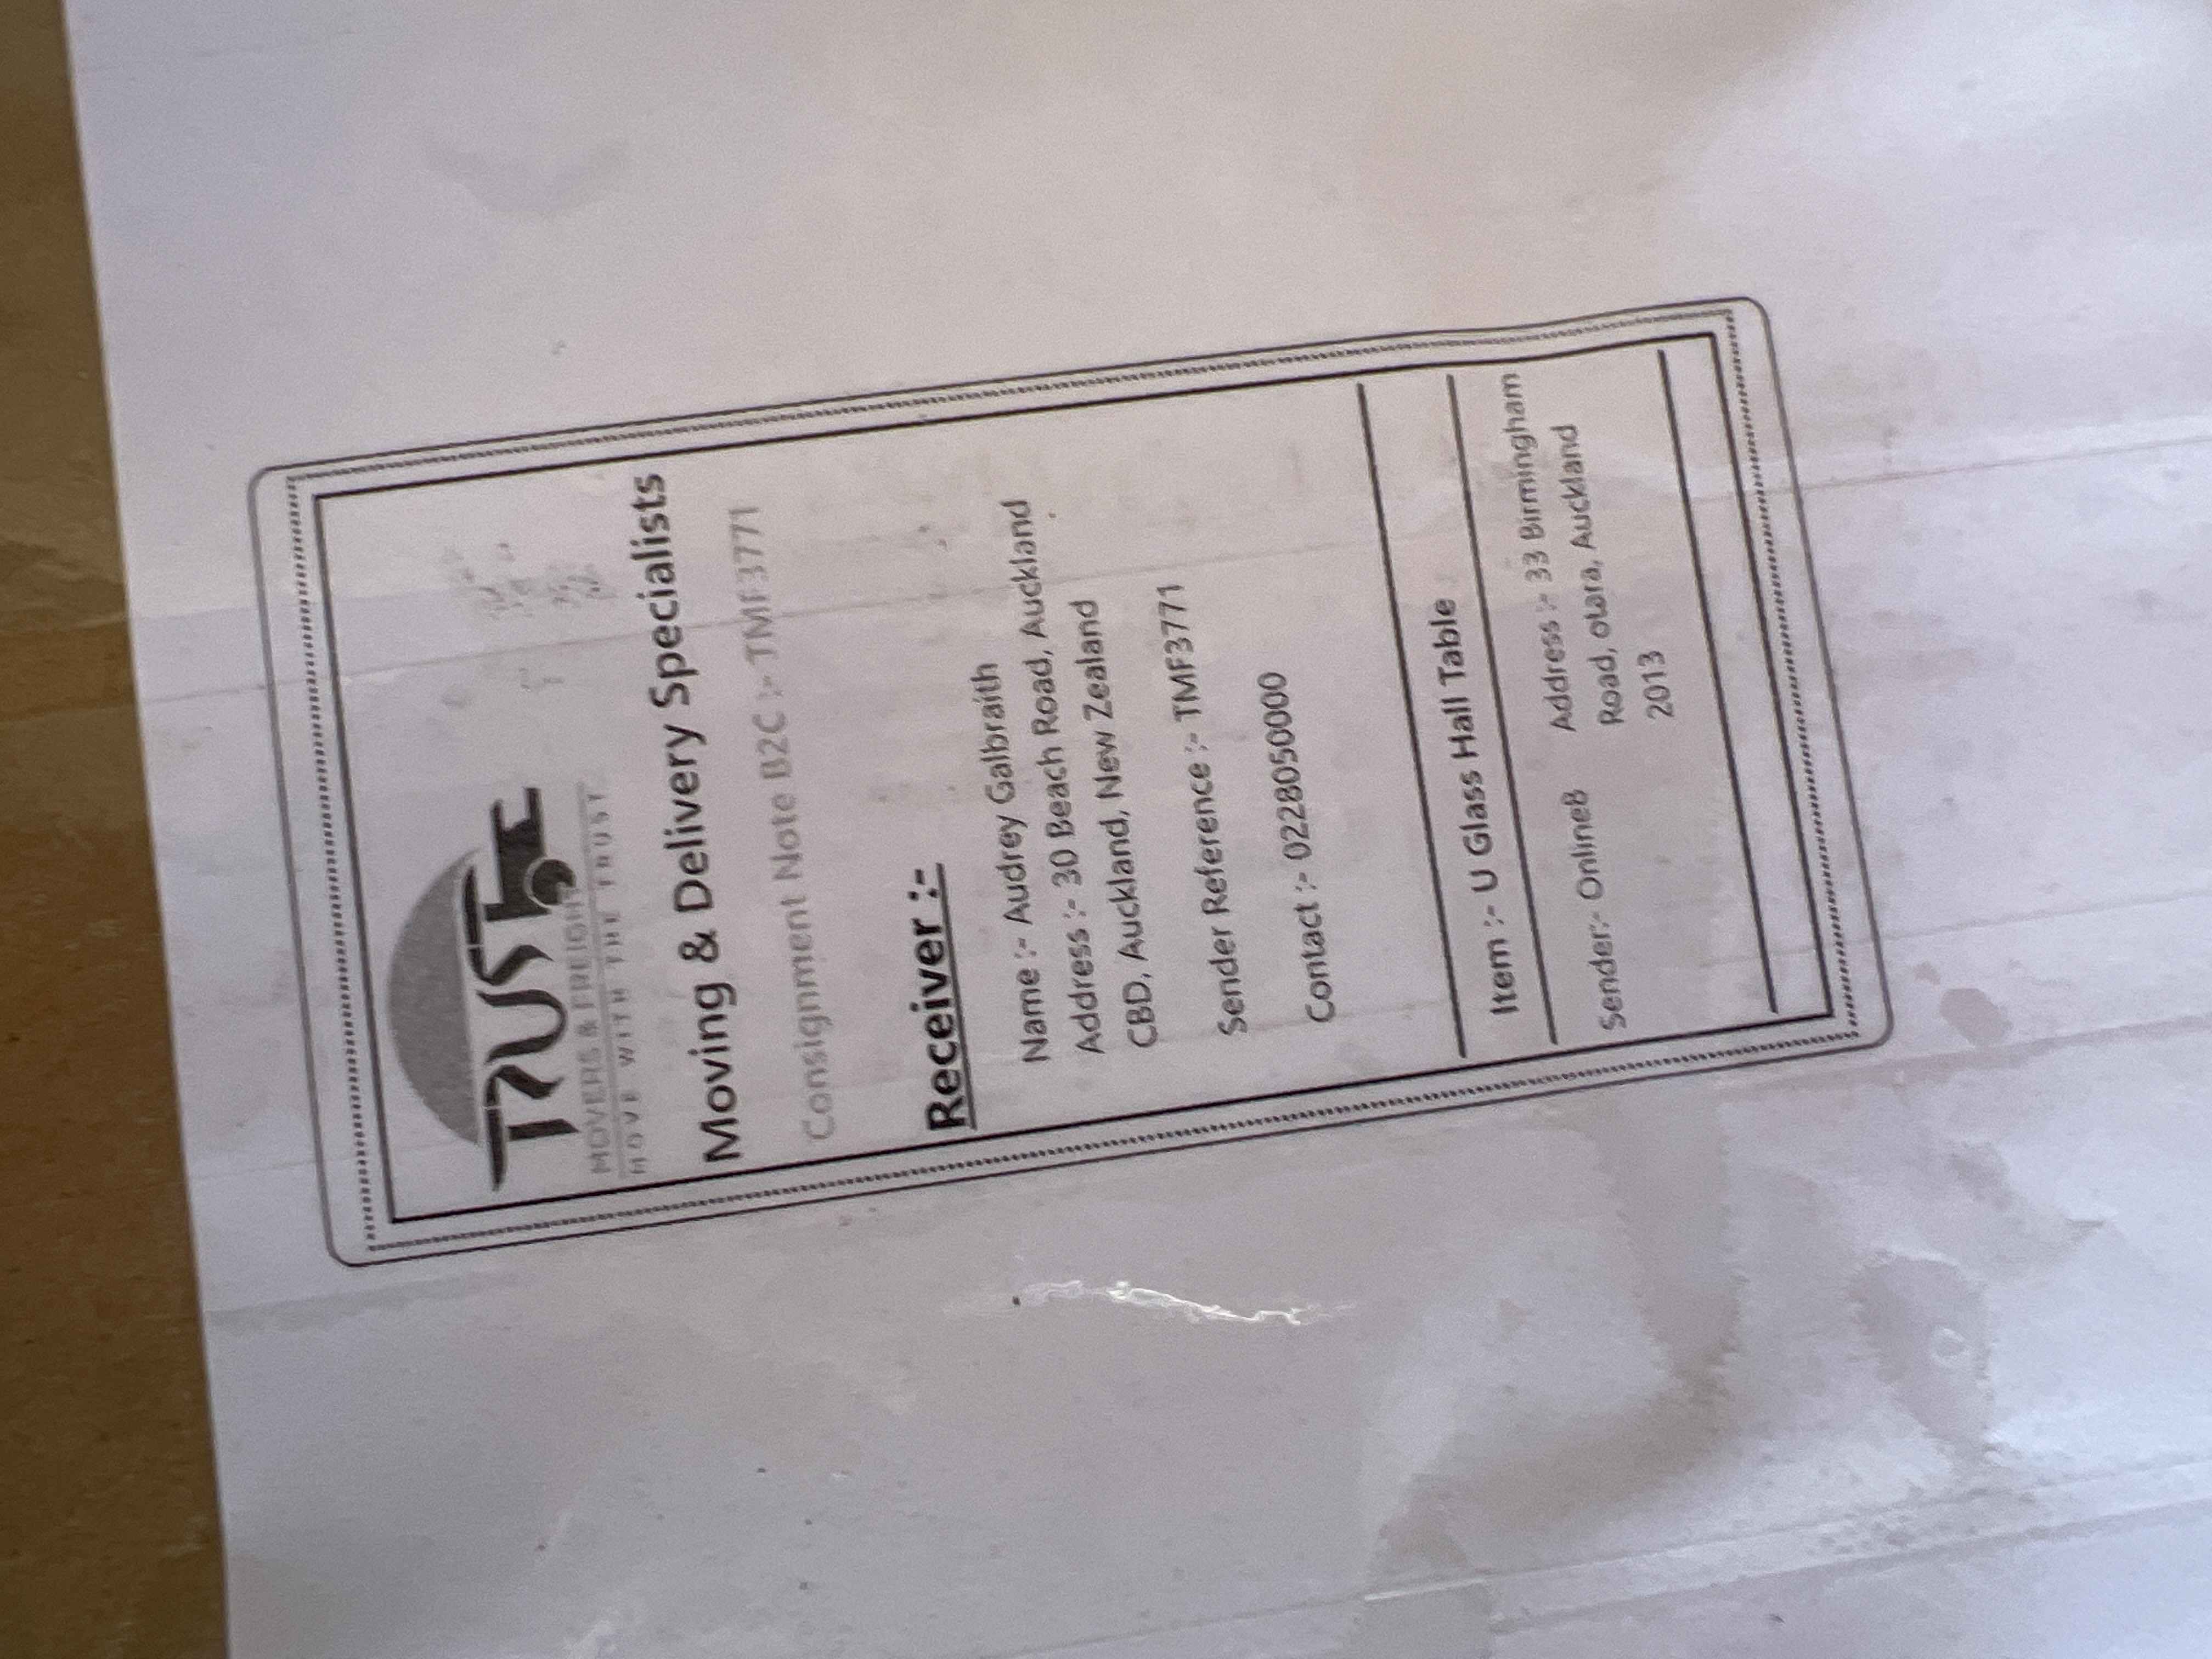 TRUST
MOVERS & FREIGHT
MOVE WITH THE TRUST
Moving & Delivery Specialists
Consignment Note B2C :- TMF3771
Receiver :-
Name :- Audrey Galbraith
Address :- 30 Beach Road, Auckland
CBD, Auckland, New Zealand
Sender Reference :- TMF3771
Contact :- 0228050000
Item :- U Glass Hall Table
Sender:- OnlineB
Address :- 33 Birmingham
Road, otara, Auckland
2013